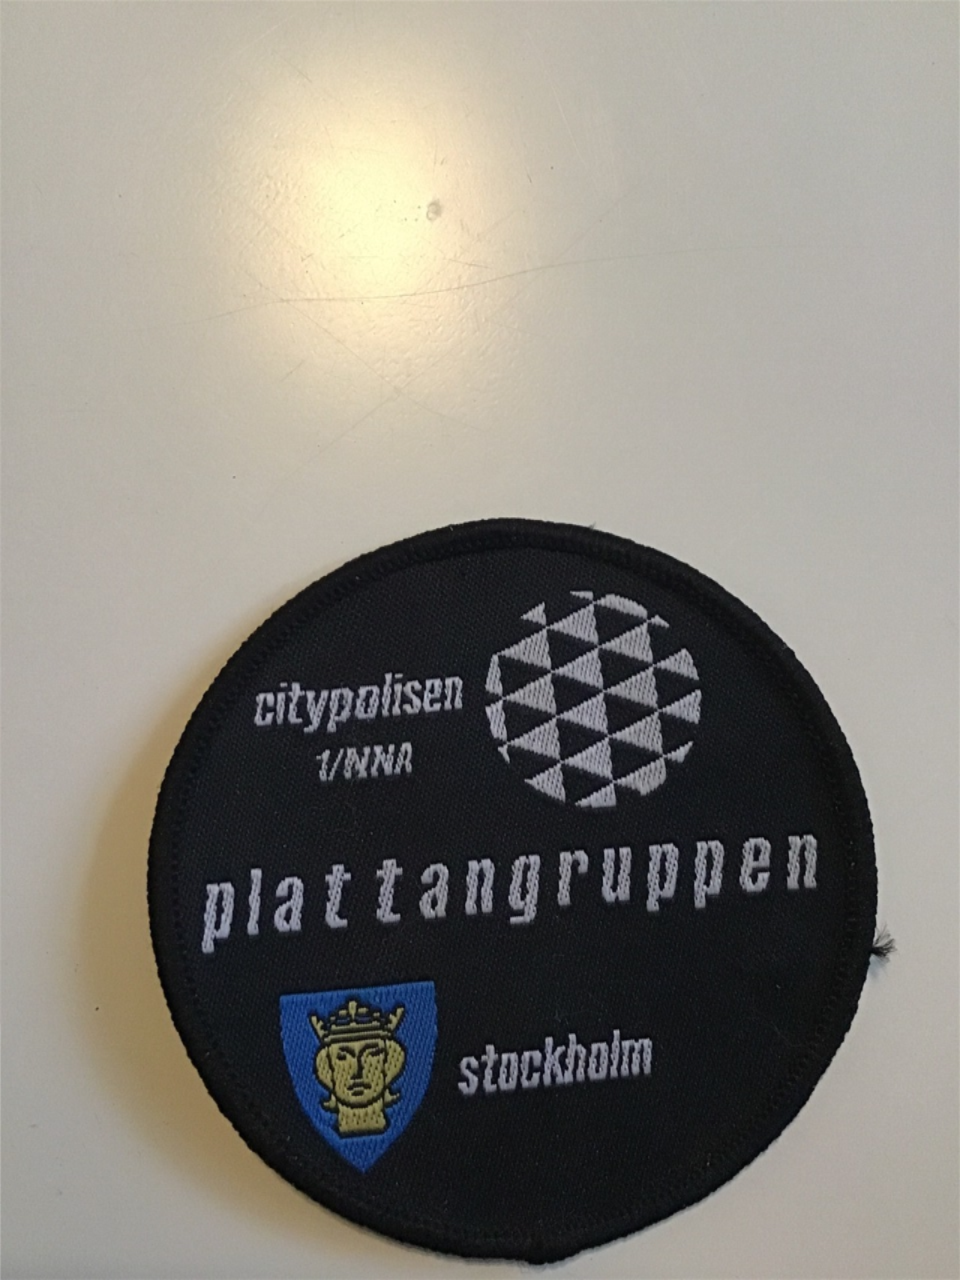 citypolisen
1/NNA
plattangruppen
stockholm